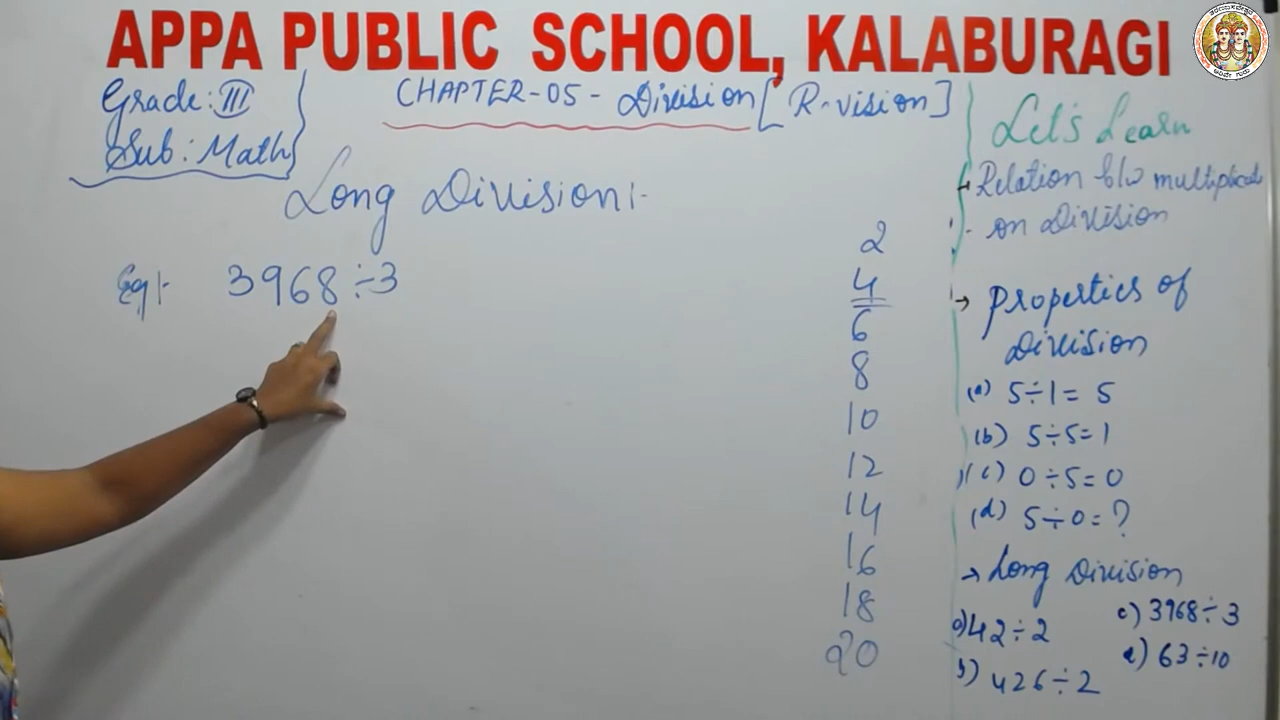 APPA PUBLIC SCHOOL, KALABURAGI
Grade: III
Sub: Math
CHAPTER-05 - Division [R-vision]
Long Division:-
Eg:- 3968÷3
2
4
6
8
10
12
14
16
18
20
Let's Learn
→ Relation b/w multiplicati
- on Division
→ Properties of
Division
(a) 5÷1= 5
(b) 5÷5=1
(c) 0÷5=0
(d) 5÷0=?
→ Long Division
a) 42÷2
c) 3968÷3
b) 426÷2
e) 63÷10